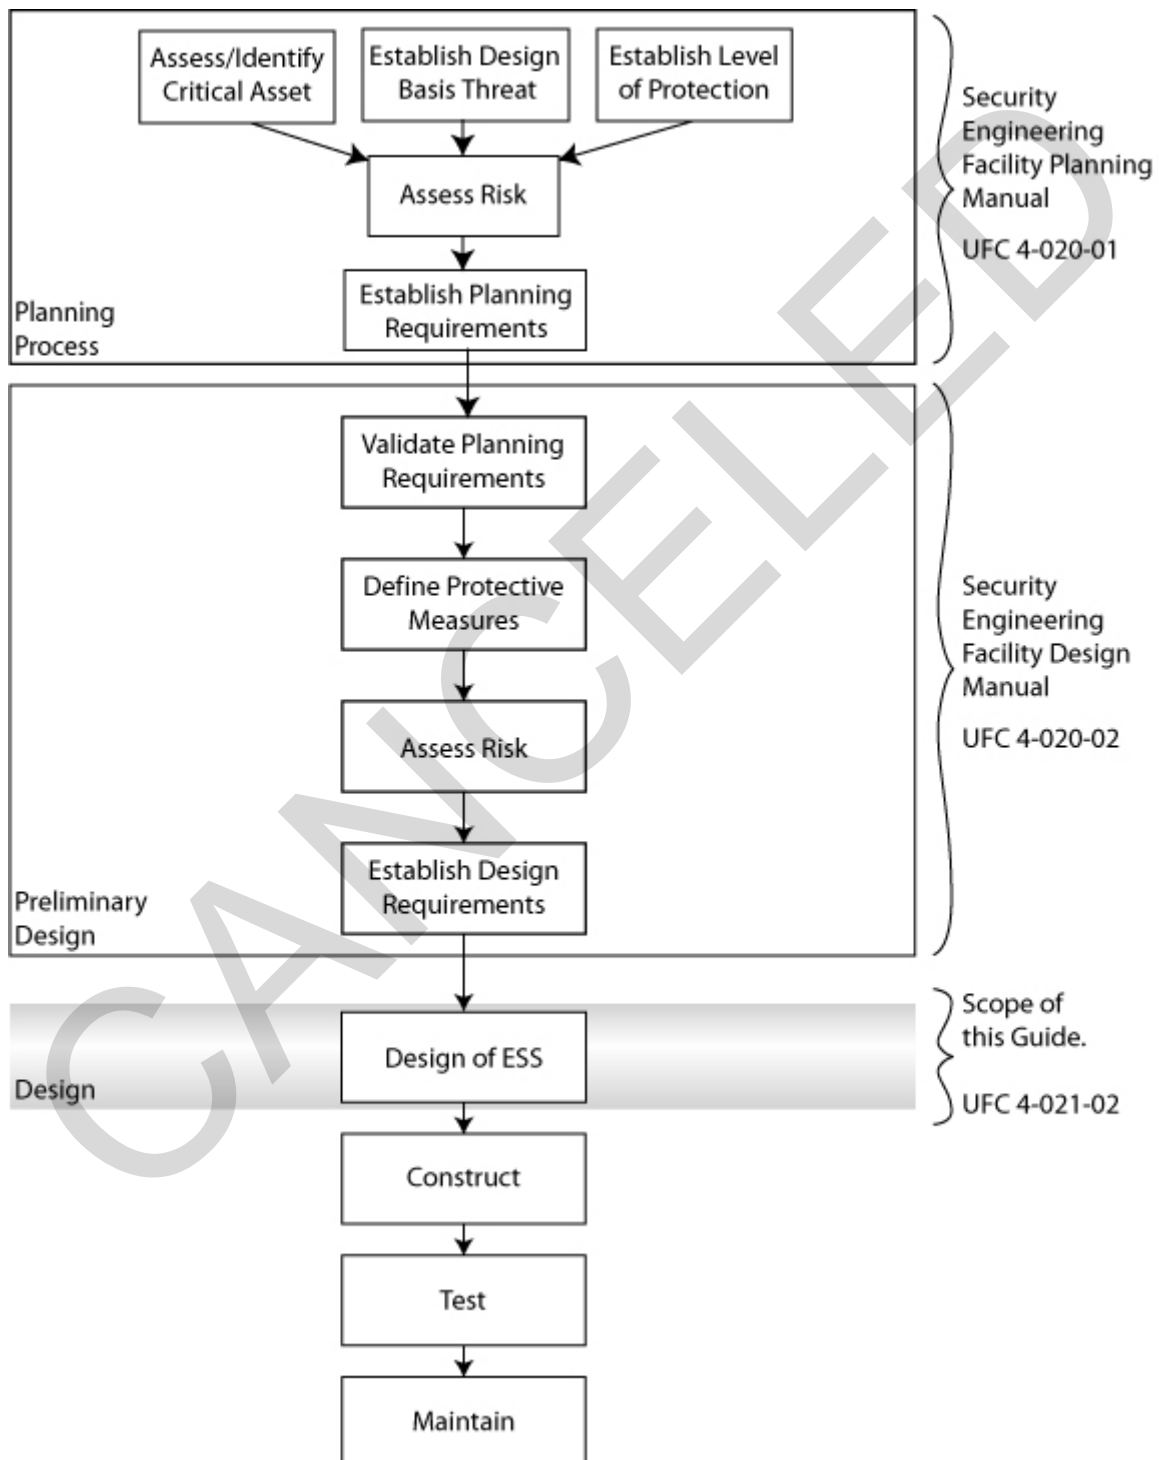 Assess/Identify
Critical Asset
Establish Design
Basis Threat
Establish Level
of Protection
Assess Risk
Establish Planning
Requirements
Planning
Process
Security
Engineering
Facility Planning
Manual
UFC 4-020-01
Validate Planning
Requirements
Define Protective
Measures
Assess Risk
Establish Design
Requirements
Preliminary
Design
Security
Engineering
Facility Design
Manual
UFC 4-020-02
Design of ESS
Design
Scope of
this Guide.
UFC 4-021-02
Construct
Test
Maintain
CANCELED